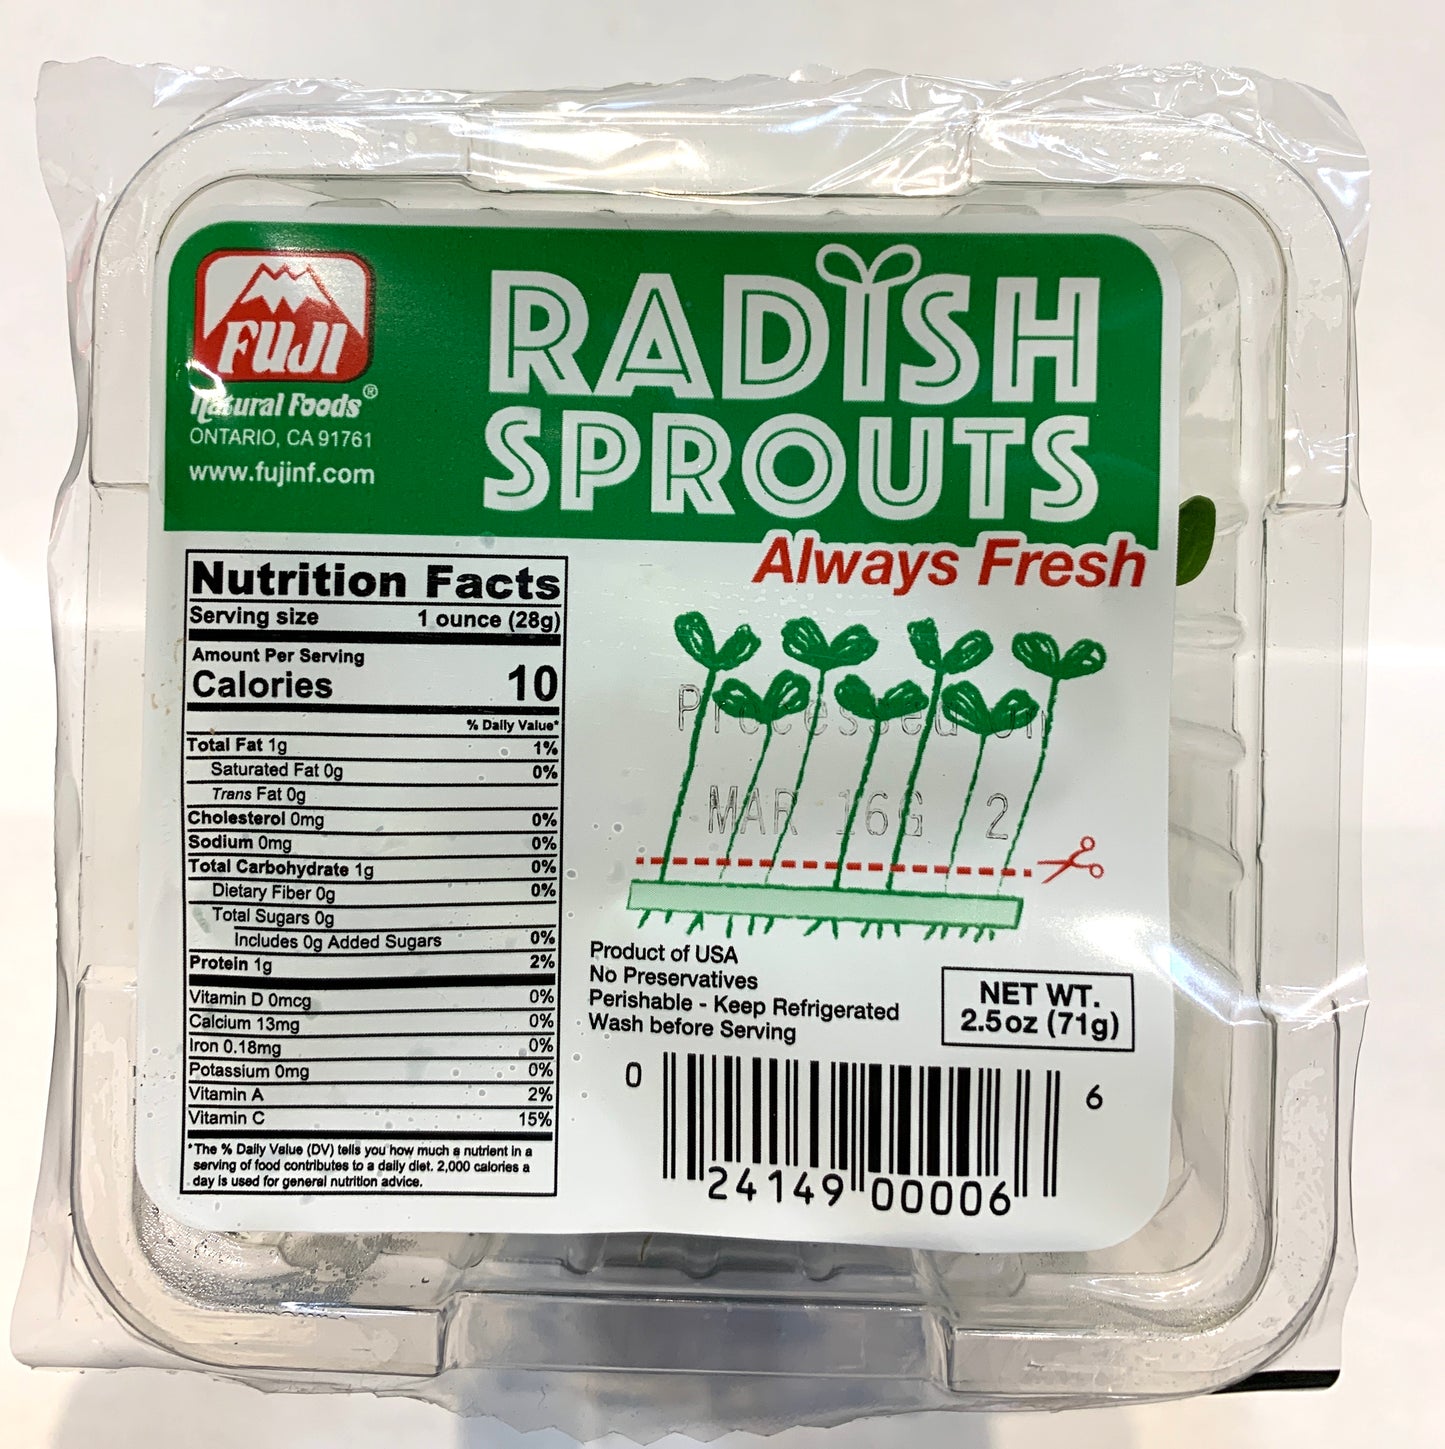 FUJI
Natural Foods®
ONTARIO, CA 91761
www.fujinf.com
RADISH
SPROUTS
Always Fresh
Nutrition Facts
Serving size 1 ounce (28g)
Amount Per Serving
Calories 10
% Daily Value*
Total Fat 1g 1%
Saturated Fat 0g 0%
Trans Fat 0g
Cholesterol 0mg 0%
Sodium 0mg 0%
Total Carbohydrate 1g 0%
Dietary Fiber 0g 0%
Total Sugars 0g
Includes 0g Added Sugars 0%
Protein 1g 2%
Vitamin D 0mcg 0%
Calcium 13mg 0%
Iron 0.18mg 0%
Potassium 0mg 0%
Vitamin A 2%
Vitamin C 15%
*The % Daily Value (DV) tells you how much a nutrient in a
serving of food contributes to a daily diet. 2,000 calories a
day is used for general nutrition advice.
Processed On
MAR 16G 2
Product of USA
No Preservatives
Perishable - Keep Refrigerated
Wash before Serving
NET WT.
2.5oz (71g)
0 24149 00006 6